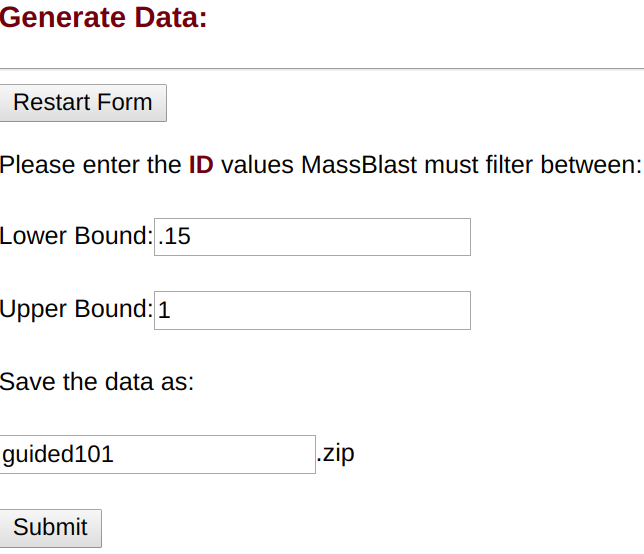 Generate Data:
Restart Form
Please enter the ID values MassBlast must filter between:
Lower Bound: .15
Upper Bound: 1
Save the data as:
guided101 .zip
Submit